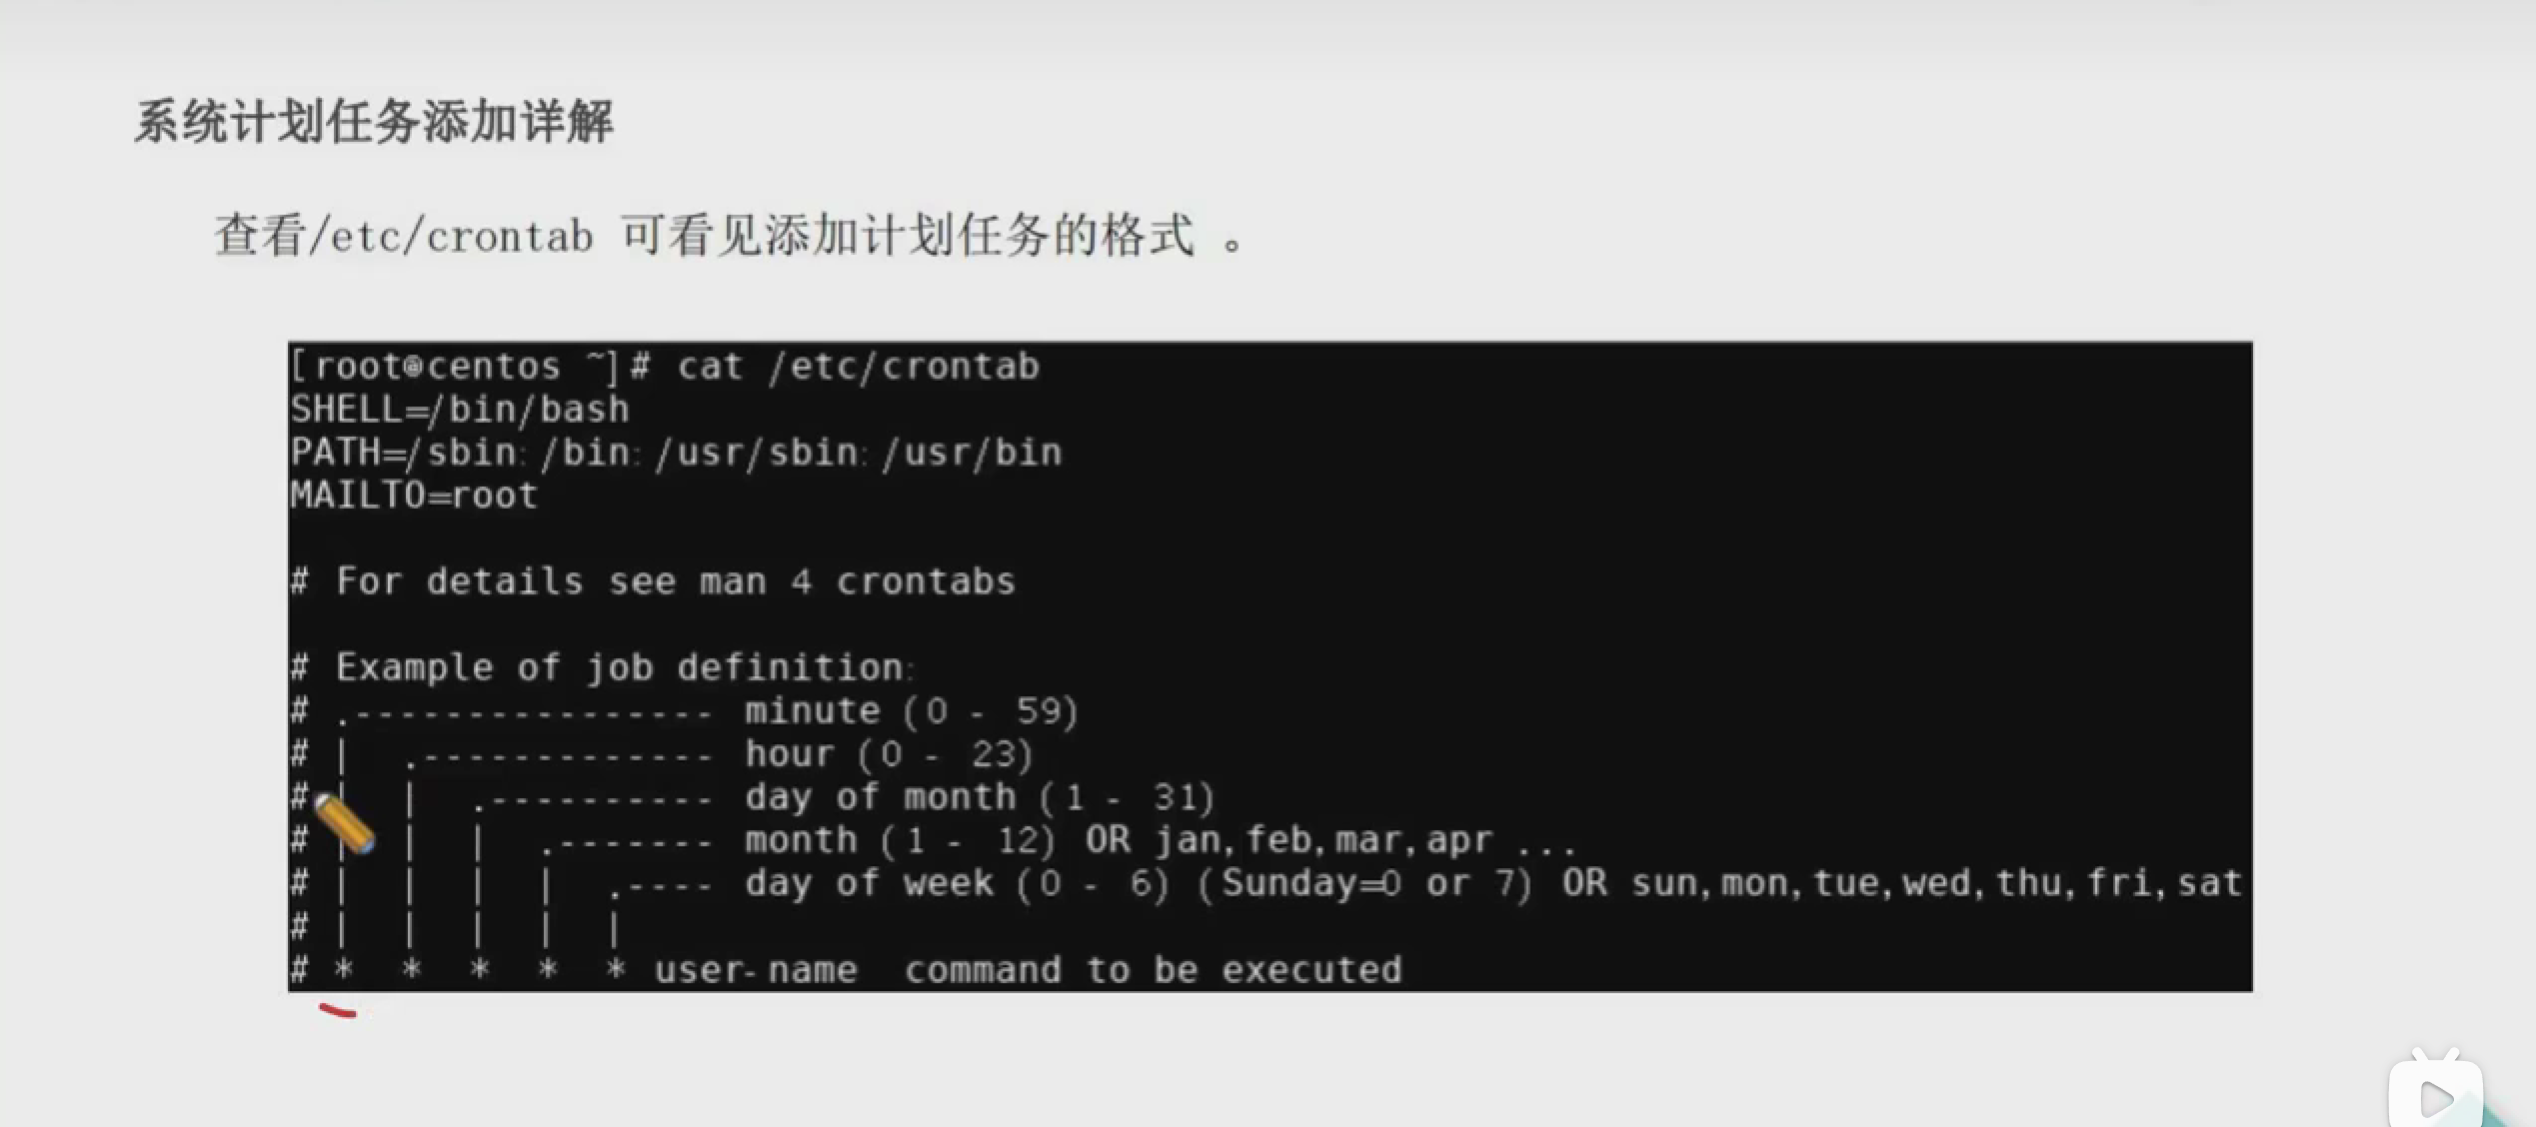 系统计划任务添加详解
查看/etc/crontab 可看见添加计划任务的格式 。
[root@centos ~]# cat /etc/crontab
SHELL=/bin/bash
PATH=/sbin:/bin:/usr/sbin:/usr/bin
MAILTO=root
# For details see man 4 crontabs
# Example of job definition:
# .---------------- minute (0 - 59)
# |  .------------- hour (0 - 23)
# |  |  .---------- day of month (1 - 31)
# |  |  |  .------- month (1 - 12) OR jan,feb,mar,apr ...
# |  |  |  |  .---- day of week (0 - 6) (Sunday=0 or 7) OR sun,mon,tue,wed,thu,fri,sat
# |  |  |  |  |
# *  *  *  *  * user-name  command to be executed